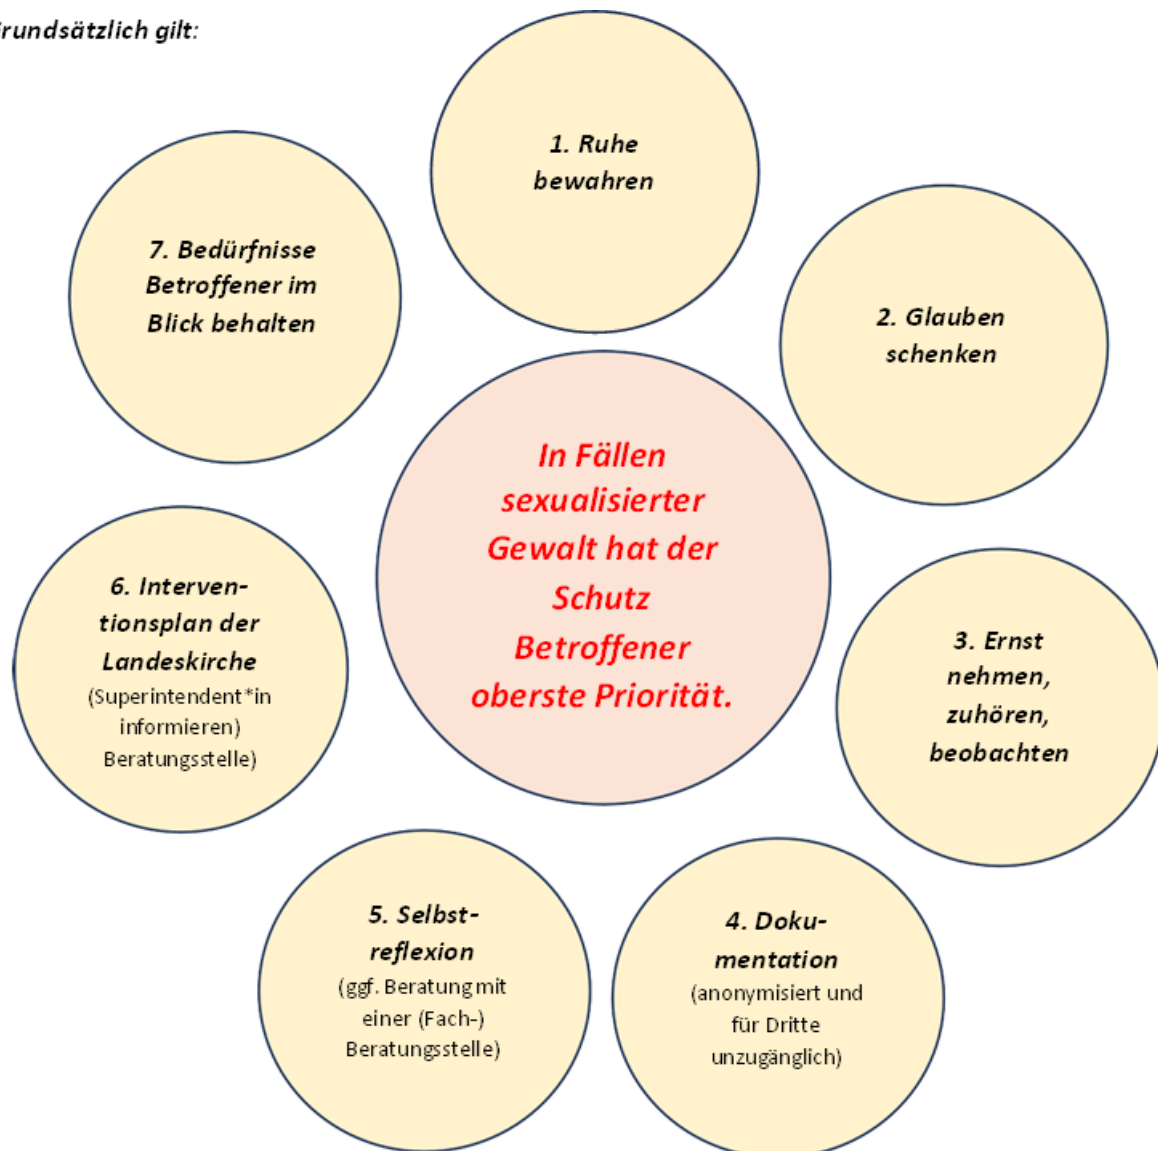 rundsätzlich gilt:
1. Ruhe
bewahren
2. Glauben
schenken
3. Ernst
nehmen,
zuhören,
beobachten
4. Doku-
mentation
(anonymisiert und
für Dritte
unzugänglich)
5. Selbst-
reflexion
(ggf. Beratung mit
einer (Fach-)
Beratungsstelle)
6. Interven-
tionsplan der
Landeskirche
(Superintendent*in
informieren)
Beratungsstelle)
7. Bedürfnisse
Betroffener im
Blick behalten
In Fällen
sexualisierter
Gewalt hat der
Schutz
Betroffener
oberste Priorität.